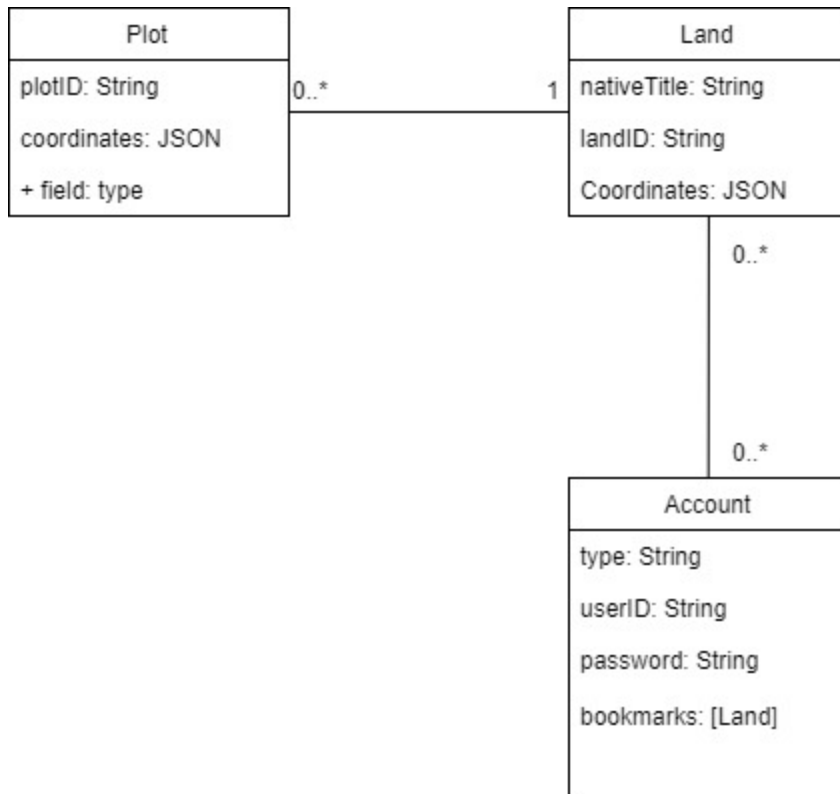 Plot
plotID: String
coordinates: JSON
+ field: type
0..*
1
Land
nativeTitle: String
landID: String
Coordinates: JSON
0..*
0..*
Account
type: String
userID: String
password: String
bookmarks: [Land]